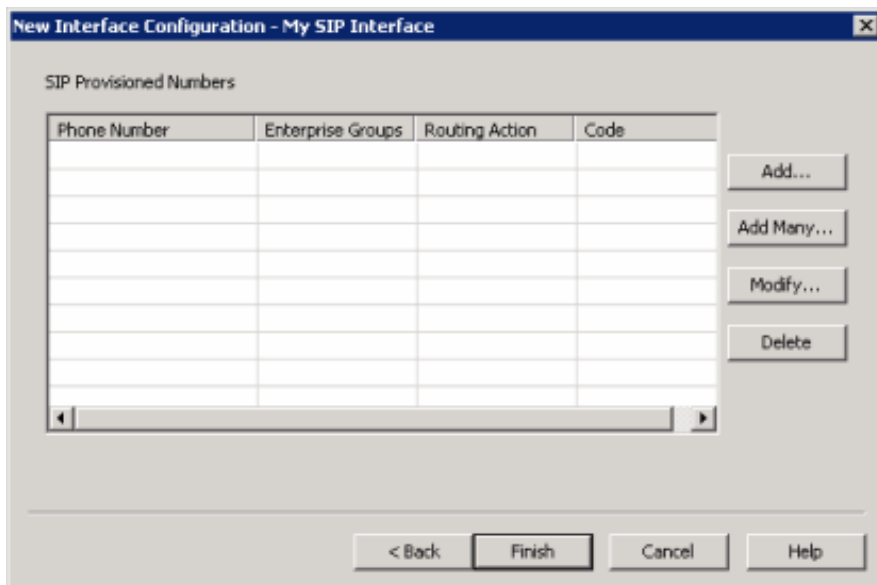 New Interface Configuration - My SIP Interface
SIP Provisioned Numbers
Phone Number Enterprise Groups Routing Action Code
Add...
Add Many...
Modify...
Delete
< Back Finish Cancel Help